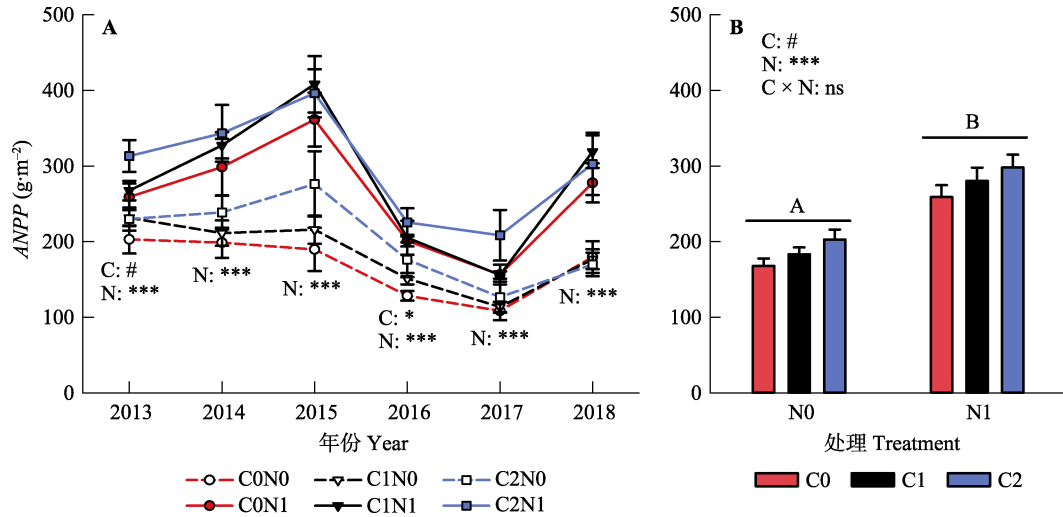 A
ANPP (g·m⁻²)
500
400
300
200
100
0
C: #
N: ***
N: ***
N: ***
C: *
N: ***
N: ***
N: ***
2013 2014 2015 2016 2017 2018
年份 Year
C0N0 C1N0 C2N0
C0N1 C1N1 C2N1
B
500
400
300
200
100
0
C: #
N: ***
C × N: ns
A
B
N0 N1
处理 Treatment
C0 C1 C2